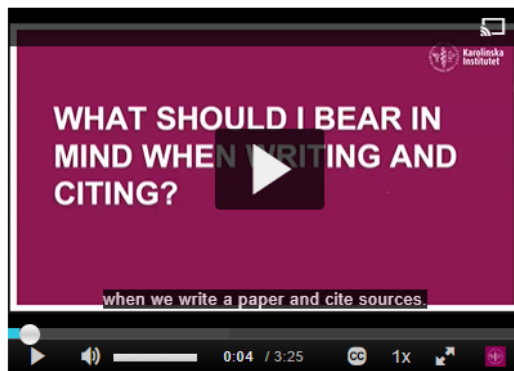 Karolinska
Institutet
WHAT SHOULD I BEAR IN
MIND WHEN WRITING AND
CITING?
when we write a paper and cite sources.
0:04 / 3:25
CC
1x